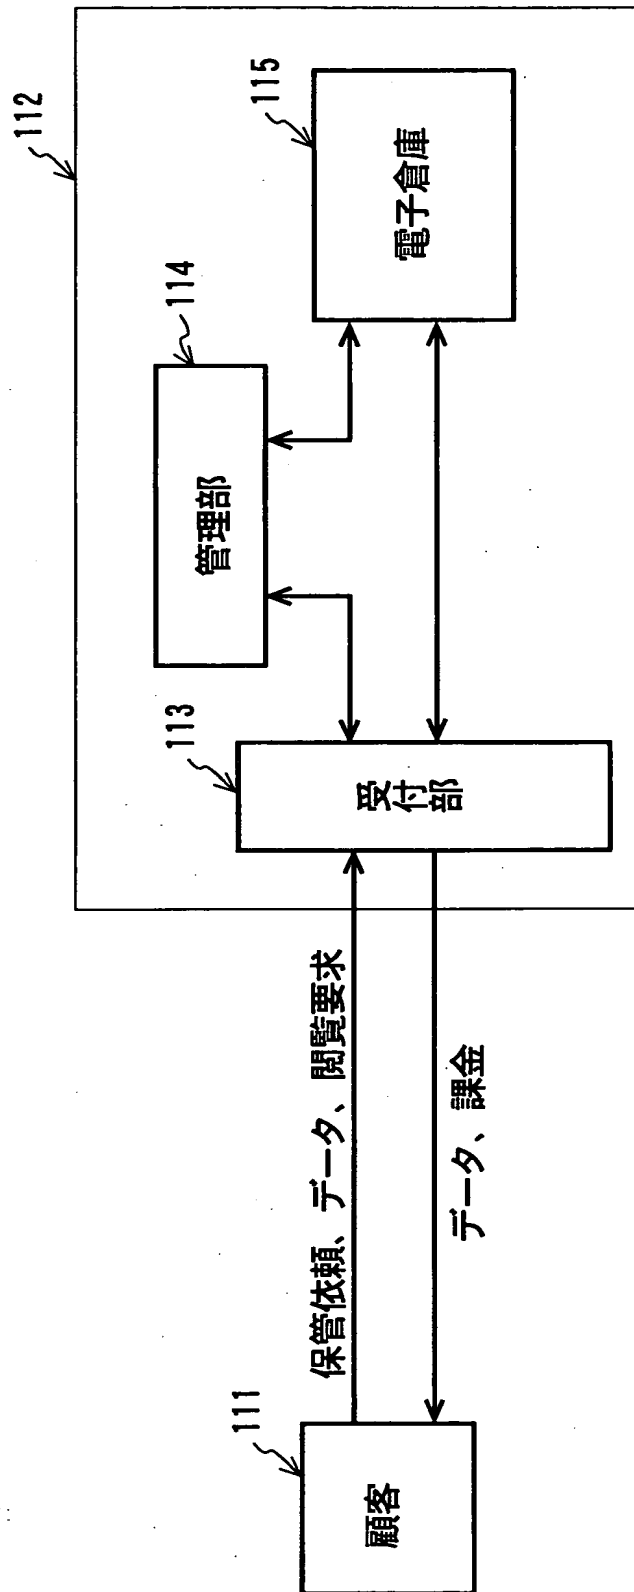 112
115
電子倉庫
114
管理部
113
受付部
保管依頼、データ、閲覧要求
データ、課金
111
顧客